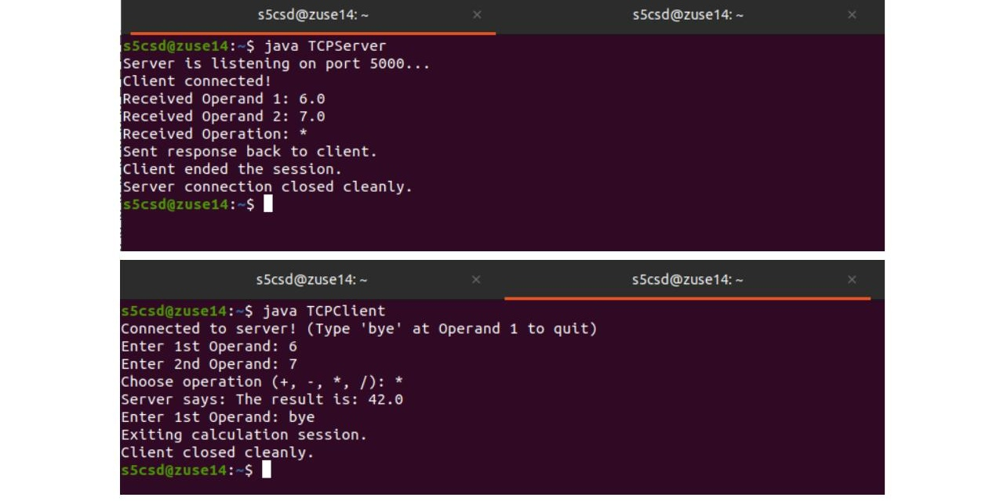 s5csd@zuse14: ~ × s5csd@zuse14: ~ ×
s5csd@zuse14:~$ java TCPServer
Server is listening on port 5000...
Client connected!
Received Operand 1: 6.0
Received Operand 2: 7.0
Received Operation: *
Sent response back to client.
Client ended the session.
Server connection closed cleanly.
s5csd@zuse14:~$
s5csd@zuse14: ~ × s5csd@zuse14: ~ ×
s5csd@zuse14:~$ java TCPClient
Connected to server! (Type 'bye' at Operand 1 to quit)
Enter 1st Operand: 6
Enter 2nd Operand: 7
Choose operation (+, -, *, /): *
Server says: The result is: 42.0
Enter 1st Operand: bye
Exiting calculation session.
Client closed cleanly.
s5csd@zuse14:~$